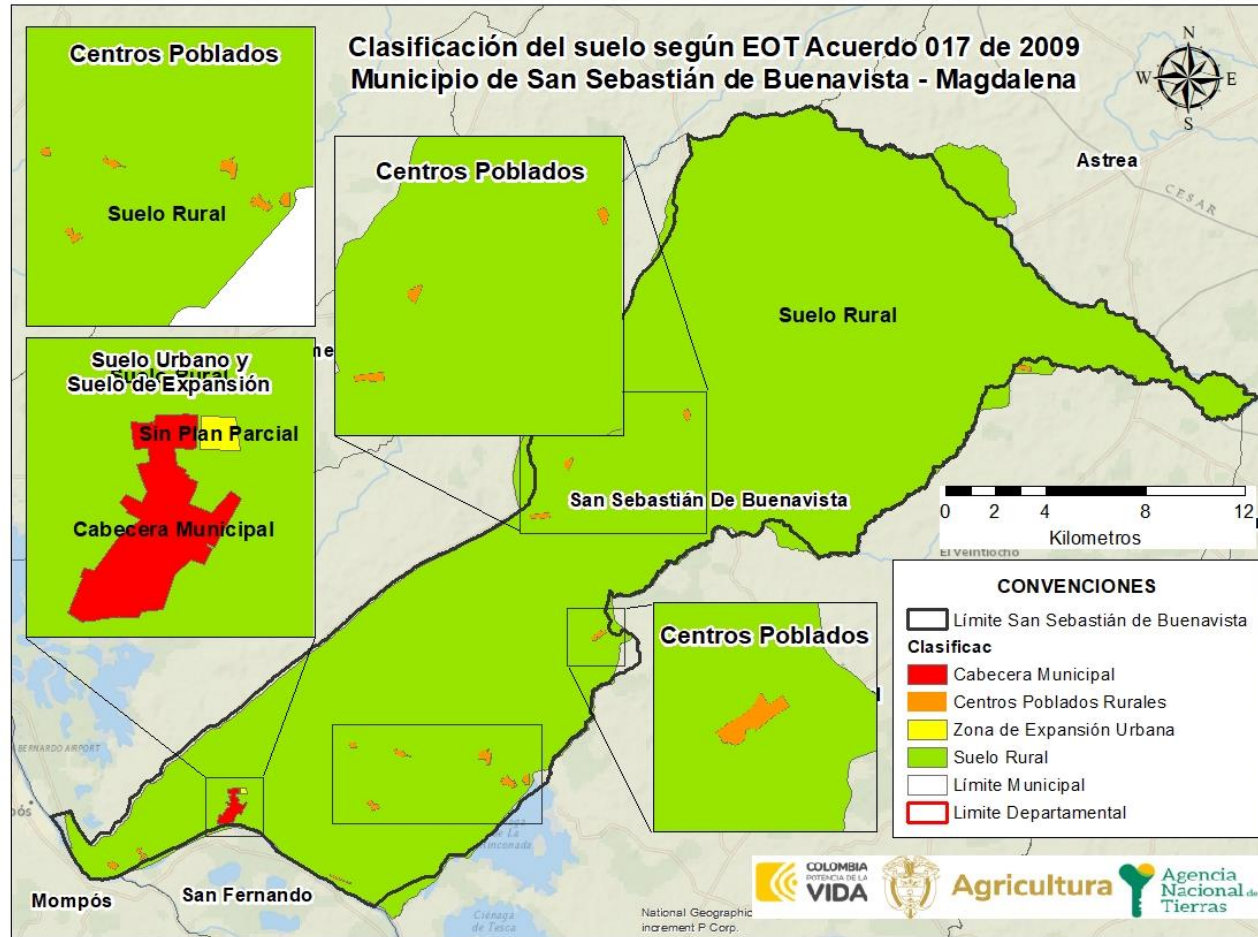 Clasificación del suelo según EOT Acuerdo 017 de 2009
Municipio de San Sebastián de Buenavista - Magdalena
N
W
E
S
Centros Poblados
Suelo Rural
Centros Poblados
Astrea
CESAR
Suelo Rural
Suelo Urbano y
Suelo de Expansión
Suelo Rural
Sin Plan Parcial
Cabecera Municipal
San Sebastián De Buenavista
0 2 4 8 12
Kilometros
El Veintiocho
Centros Poblados
CONVENCIONES
Límite San Sebastián de Buenavista
Clasificac
Cabecera Municipal
Centros Poblados Rurales
Zona de Expansión Urbana
Suelo Rural
Límite Municipal
Limite Departamental
BERNARDO AIRPORT
Mompós
San Fernando
Ciénaga
de Tesca
National Geographic
increment P Corp.
COLOMBIA
POTENCIA DE LA
VIDA
Agricultura
Agencia
Nacional de
Tierras